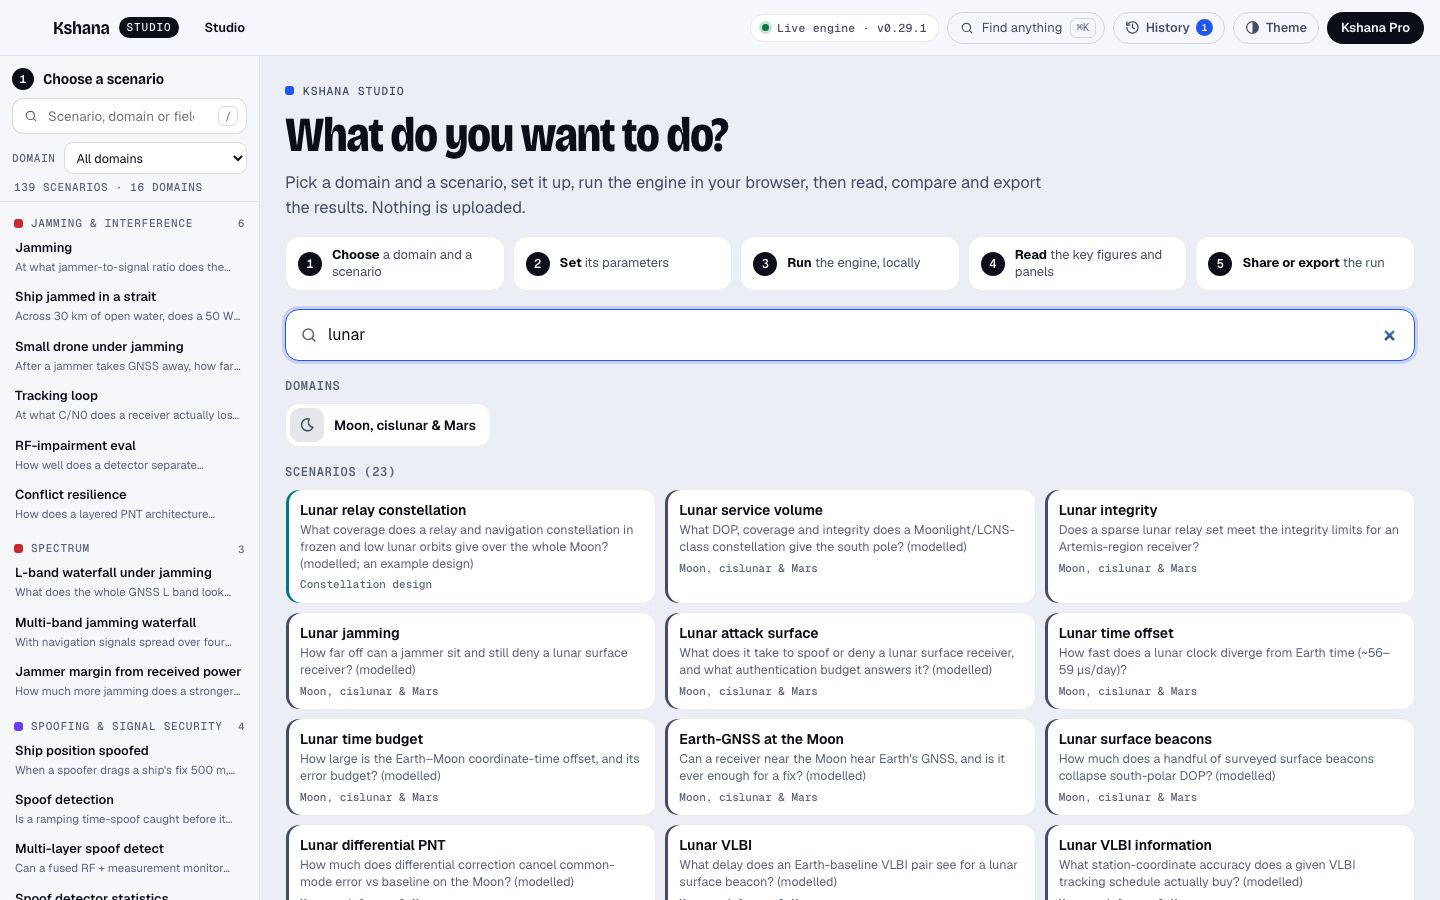 Kshana STUDIO Studio
Live engine · v0.29.1
Find anything ⌘K
History 1
Theme
Kshana Pro
1 Choose a scenario
Scenario, domain or fiel
/
DOMAIN All domains
139 SCENARIOS · 16 DOMAINS
JAMMING & INTERFERENCE 6
Jamming
At what jammer-to-signal ratio does the…
Ship jammed in a strait
Across 30 km of open water, does a 50 W…
Small drone under jamming
After a jammer takes GNSS away, how far…
Tracking loop
At what C/N0 does a receiver actually los…
RF-impairment eval
How well does a detector separate…
Conflict resilience
How does a layered PNT architecture…
SPECTRUM 3
L-band waterfall under jamming
What does the whole GNSS L band look…
Multi-band jamming waterfall
With navigation signals spread over four…
Jammer margin from received power
How much more jamming does a stronger…
SPOOFING & SIGNAL SECURITY 4
Ship position spoofed
When a spoofer drags a ship's fix 500 m,…
Spoof detection
Is a ramping time-spoof caught before it…
Multi-layer spoof detect
Can a fused RF + measurement monitor…
Spoof detector statistics
KSHANA STUDIO
What do you want to do?
Pick a domain and a scenario, set it up, run the engine in your browser, then read, compare and export
the results. Nothing is uploaded.
1 Choose a domain and a
scenario
2 Set its parameters
3 Run the engine, locally
4 Read the key figures and
panels
5 Share or export the run
lunar
DOMAINS
Moon, cislunar & Mars
SCENARIOS (23)
Lunar relay constellation
What coverage does a relay and navigation constellation in
frozen and low lunar orbits give over the whole Moon?
(modelled; an example design)
Constellation design
Lunar service volume
What DOP, coverage and integrity does a Moonlight/LCNS-
class constellation give the south pole? (modelled)
Moon, cislunar & Mars
Lunar integrity
Does a sparse lunar relay set meet the integrity limits for an
Artemis-region receiver?
Moon, cislunar & Mars
Lunar jamming
How far off can a jammer sit and still deny a lunar surface
receiver? (modelled)
Moon, cislunar & Mars
Lunar attack surface
What does it take to spoof or deny a lunar surface receiver,
and what authentication budget answers it? (modelled)
Moon, cislunar & Mars
Lunar time offset
How fast does a lunar clock diverge from Earth time (~56–
59 µs/day)?
Moon, cislunar & Mars
Lunar time budget
How large is the Earth–Moon coordinate-time offset, and its
error budget? (modelled)
Moon, cislunar & Mars
Earth-GNSS at the Moon
Can a receiver near the Moon hear Earth's GNSS, and is it
ever enough for a fix? (modelled)
Moon, cislunar & Mars
Lunar surface beacons
How much does a handful of surveyed surface beacons
collapse south-polar DOP? (modelled)
Moon, cislunar & Mars
Lunar differential PNT
How much does differential correction cancel common-
mode error vs baseline on the Moon? (modelled)
Lunar VLBI
What delay does an Earth-baseline VLBI pair see for a lunar
surface beacon? (modelled)
Lunar VLBI information
What station-coordinate accuracy does a given VLBI
tracking schedule actually buy? (modelled)